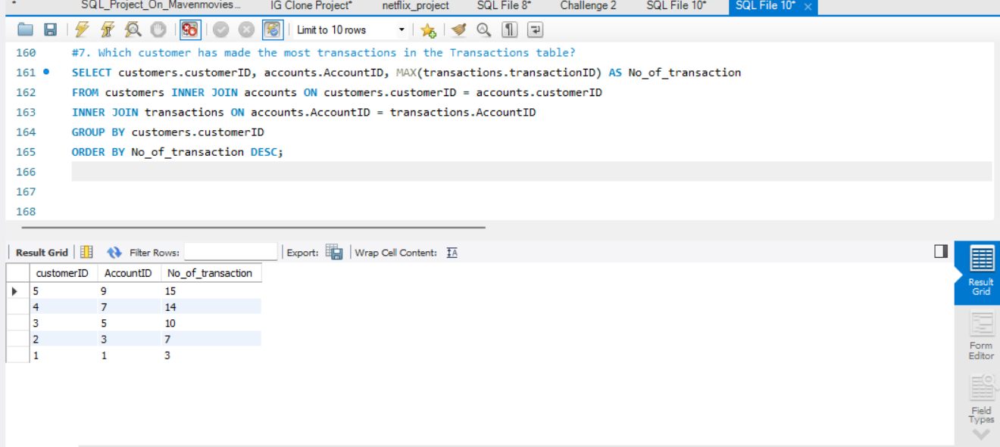 SQL_Project_On_Mavenmovies... IG Clone Project* netflix_project SQL File 8* Challenge 2 SQL File 10* SQL File 10* ×
Limit to 10 rows
160 #7. Which customer has made the most transactions in the Transactions table?
161 SELECT customers.customerID, accounts.AccountID, MAX(transactions.transactionID) AS No_of_transaction
162 FROM customers INNER JOIN accounts ON customers.customerID = accounts.customerID
163 INNER JOIN transactions ON accounts.AccountID = transactions.AccountID
164 GROUP BY customers.customerID
165 ORDER BY No_of_transaction DESC;
166
167
168
Result Grid Filter Rows: Export: Wrap Cell Content: IA
customerID AccountID No_of_transaction
5 9 15
4 7 14
3 5 10
2 3 7
1 1 3
Result
Grid
Form
Editor
Field
Types